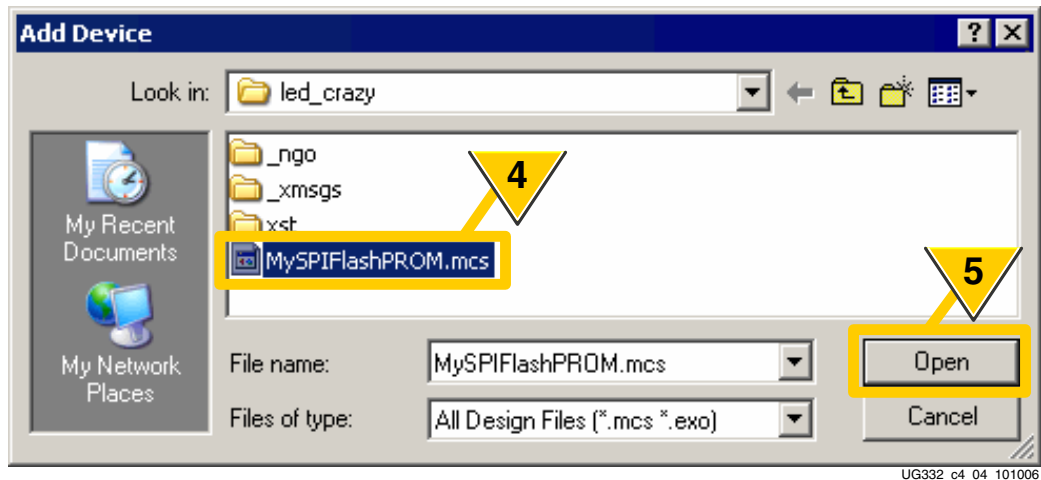 Add Device
Look in:
led_crazy
My Recent
Documents
My Network
Places
_ngo
_xmsgs
xst
MySPIFlashPROM.mcs
4
5
File name:
MySPIFlashPROM.mcs
Open
Files of type:
All Design Files (*.mcs *.exo)
Cancel
UG332_c4_04_101006